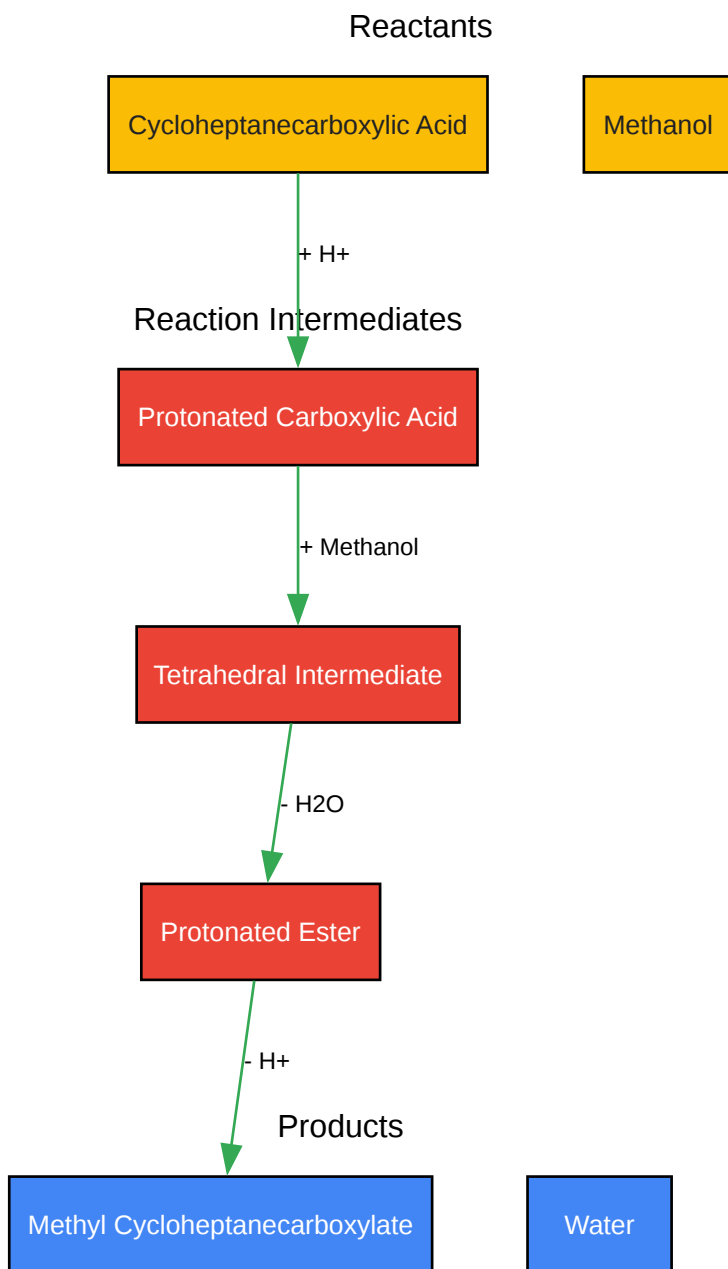 Reactants
Cycloheptanecarboxylic Acid
Methanol
+ H+
Reaction Intermediates
Protonated Carboxylic Acid
+ Methanol
Tetrahedral Intermediate
- H2O
Protonated Ester
- H+
Products
Methyl Cycloheptanecarboxylate
Water